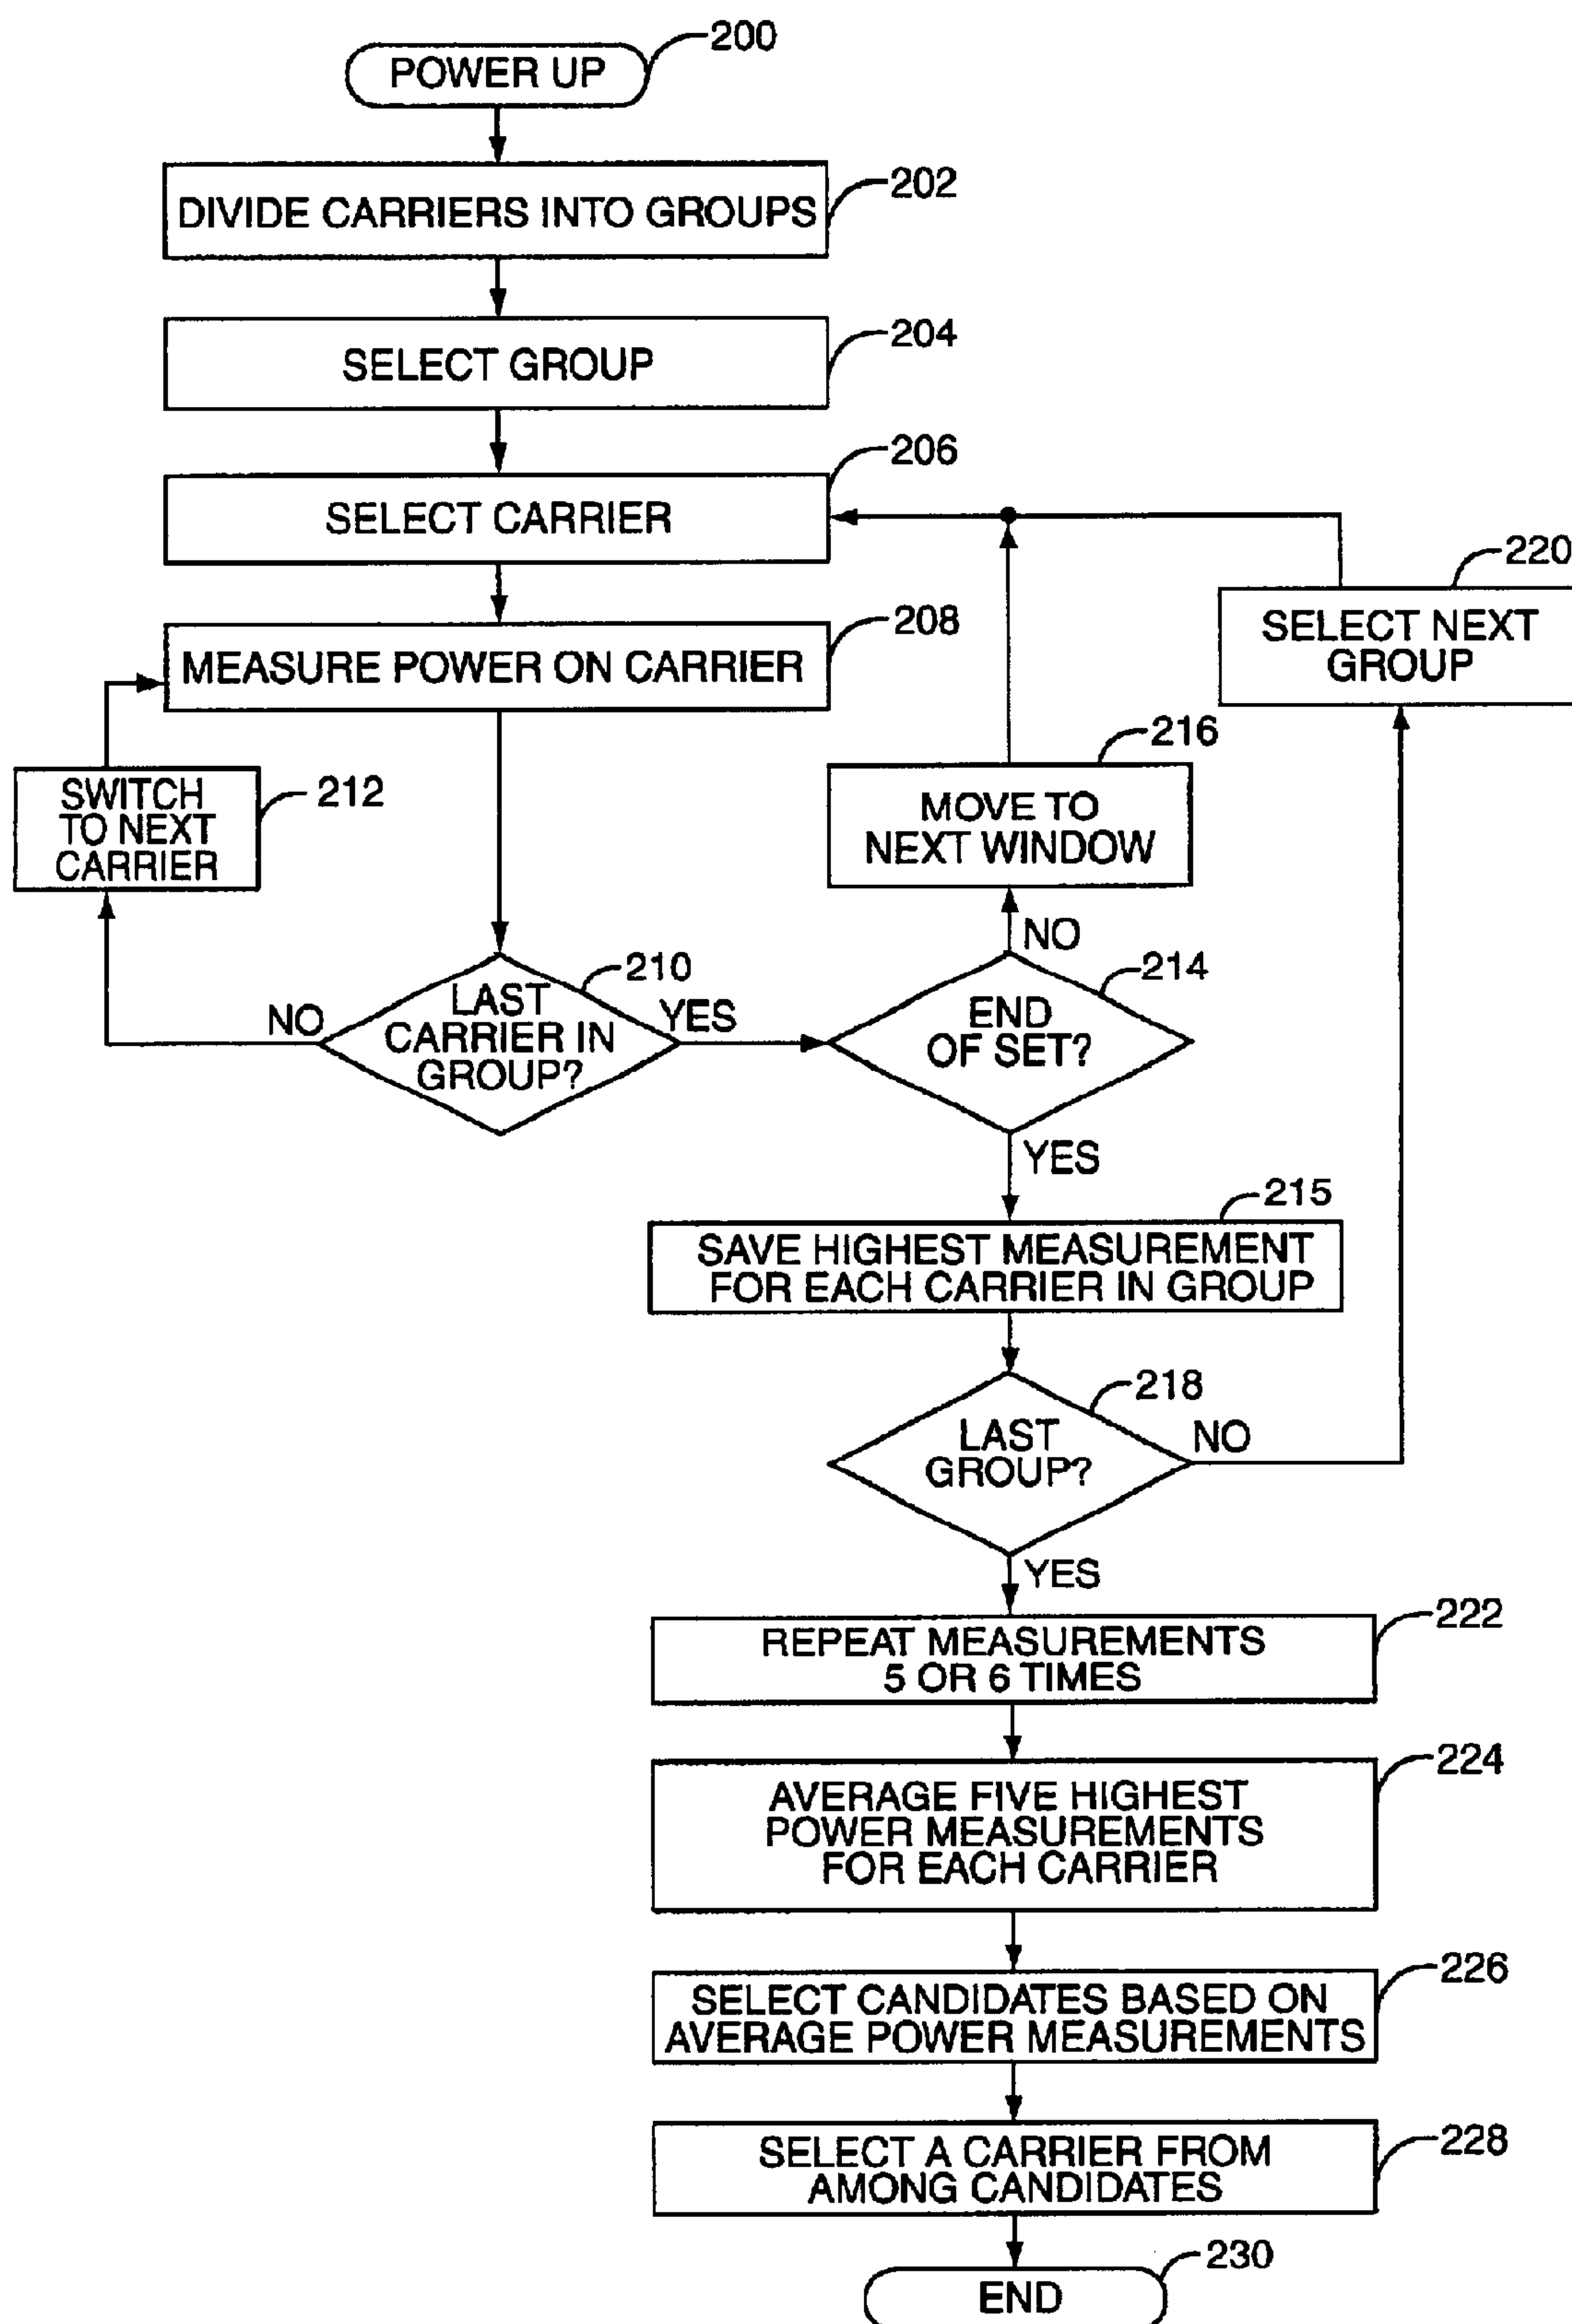 200
POWER UP
202
DIVIDE CARRIERS INTO GROUPS
204
SELECT GROUP
206
SELECT CARRIER
220
SELECT NEXT
GROUP
208
MEASURE POWER ON CARRIER
216
MOVE TO
NEXT WINDOW
212
SWITCH
TO NEXT
CARRIER
NO
210
LAST
CARRIER IN
GROUP?
NO
YES
214
END
OF SET?
YES
215
SAVE HIGHEST MEASUREMENT
FOR EACH CARRIER IN GROUP
218
LAST
GROUP?
NO
YES
222
REPEAT MEASUREMENTS
5 OR 6 TIMES
224
AVERAGE FIVE HIGHEST
POWER MEASUREMENTS
FOR EACH CARRIER
226
SELECT CANDIDATES BASED ON
AVERAGE POWER MEASUREMENTS
228
SELECT A CARRIER FROM
AMONG CANDIDATES
230
END